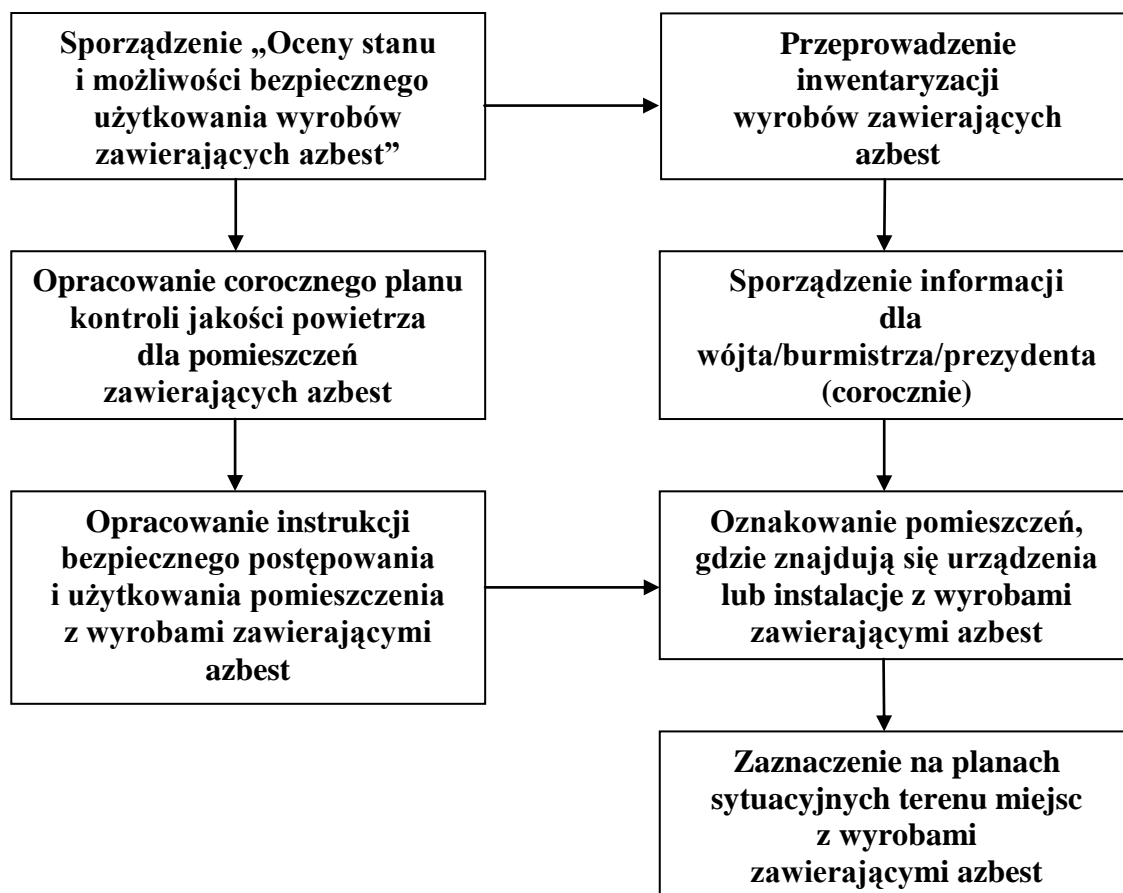 Sporządzenie „Oceny stanu
i możliwości bezpiecznego
użytkowania wyrobów
zawierających azbest”
Przeprowadzenie
inwentaryzacji
wyrobów zawierających
azbest
Opracowanie corocznego planu
kontroli jakości powietrza
dla pomieszczeń
zawierających azbest
Sporządzenie informacji
dla
wójta/burmistrza/prezydenta
(corocznie)
Opracowanie instrukcji
bezpiecznego postępowania
i użytkowania pomieszczenia
z wyrobami zawierającymi
azbest
Oznakowanie pomieszczeń,
gdzie znajdują się urządzenia
lub instalacje z wyrobami
zawierającymi azbest
Zaznaczenie na planach
sytuacyjnych terenu miejsc
z wyrobami
zawierającymi azbest